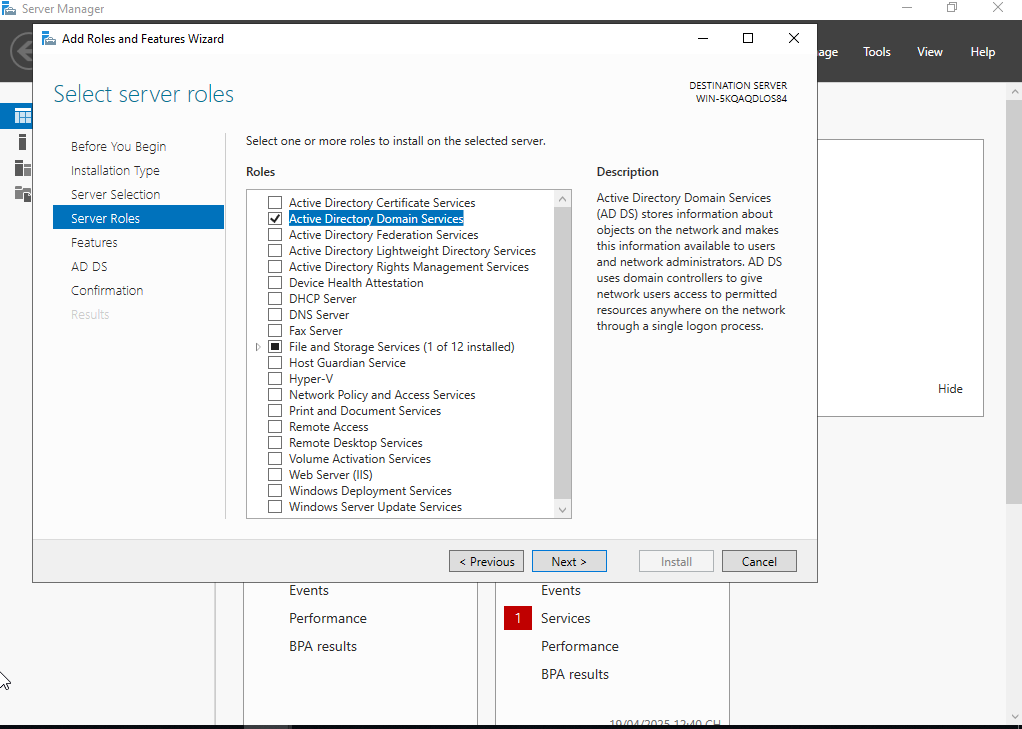 Server Manager
Add Roles and Features Wizard
Tools
View
Help
Select server roles
DESTINATION SERVER
WIN-5KQAQDLOS84
Before You Begin
Installation Type
Server Selection
Server Roles
Features
AD DS
Confirmation
Results
Select one or more roles to install on the selected server.
Roles
Active Directory Certificate Services
Active Directory Domain Services
Active Directory Federation Services
Active Directory Lightweight Directory Services
Active Directory Rights Management Services
Device Health Attestation
DHCP Server
DNS Server
Fax Server
File and Storage Services (1 of 12 installed)
Host Guardian Service
Hyper-V
Network Policy and Access Services
Print and Document Services
Remote Access
Remote Desktop Services
Volume Activation Services
Web Server (IIS)
Windows Deployment Services
Windows Server Update Services
Description
Active Directory Domain Services
(AD DS) stores information about
objects on the network and makes
this information available to users
and network administrators. AD DS
uses domain controllers to give
network users access to permitted
resources anywhere on the network
through a single logon process.
Hide
< Previous
Next >
Install
Cancel
Events
Performance
BPA results
Events
1 Services
Performance
BPA results
19/04/2025 12:40 CH